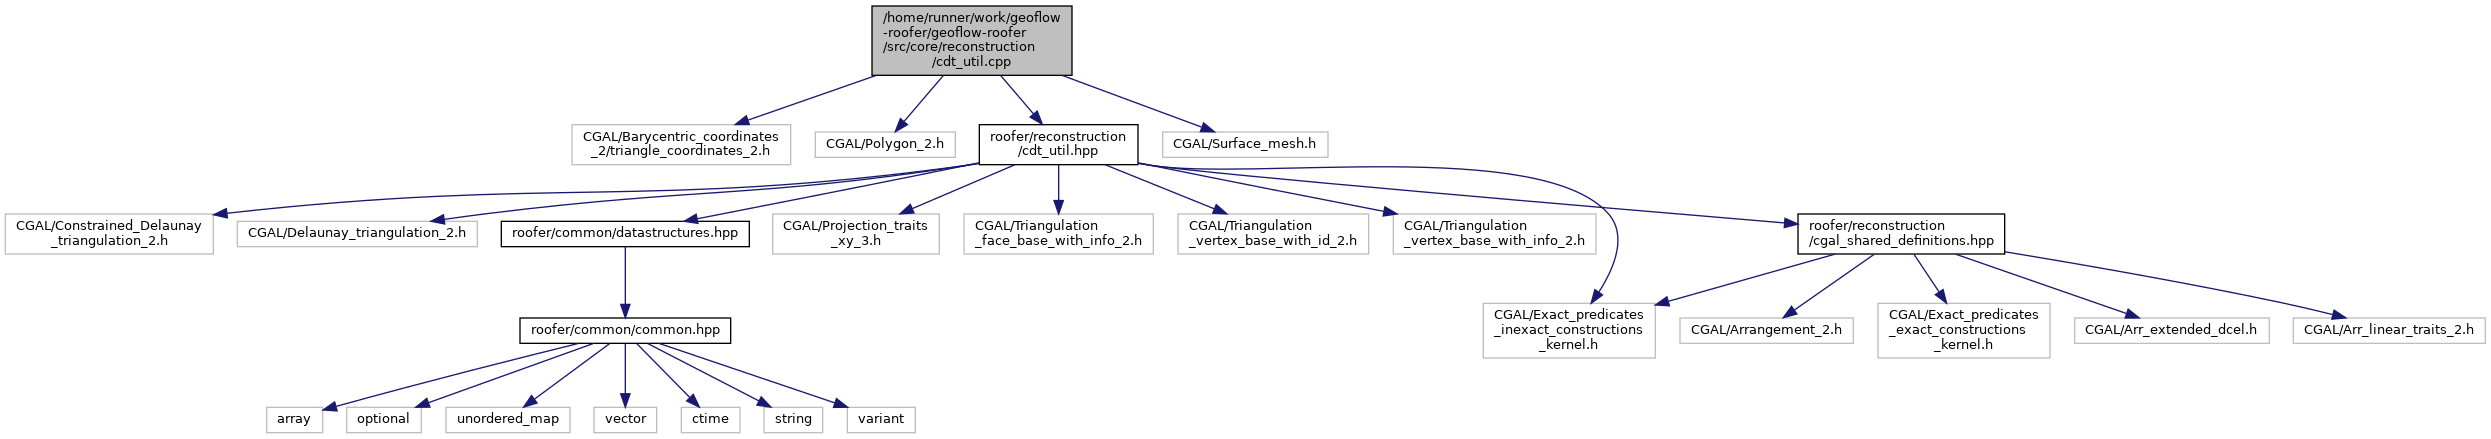 /home/runner/work/geoflow
-roofer/geoflow-roofer
/src/core/reconstruction
/cdt_util.cpp
CGAL/Barycentric_coordinates
_2/triangle_coordinates_2.h
CGAL/Polygon_2.h
roofer/reconstruction
/cdt_util.hpp
CGAL/Surface_mesh.h
CGAL/Constrained_Delaunay
_triangulation_2.h
CGAL/Delaunay_triangulation_2.h
roofer/common/datastructures.hpp
CGAL/Projection_traits
_xy_3.h
CGAL/Triangulation
_face_base_with_info_2.h
CGAL/Triangulation
_vertex_base_with_id_2.h
CGAL/Triangulation
_vertex_base_with_info_2.h
roofer/reconstruction
/cgal_shared_definitions.hpp
roofer/common/common.hpp
CGAL/Exact_predicates
_inexact_constructions
_kernel.h
CGAL/Arrangement_2.h
CGAL/Exact_predicates
_exact_constructions
_kernel.h
CGAL/Arr_extended_dcel.h
CGAL/Arr_linear_traits_2.h
array
optional
unordered_map
vector
ctime
string
variant